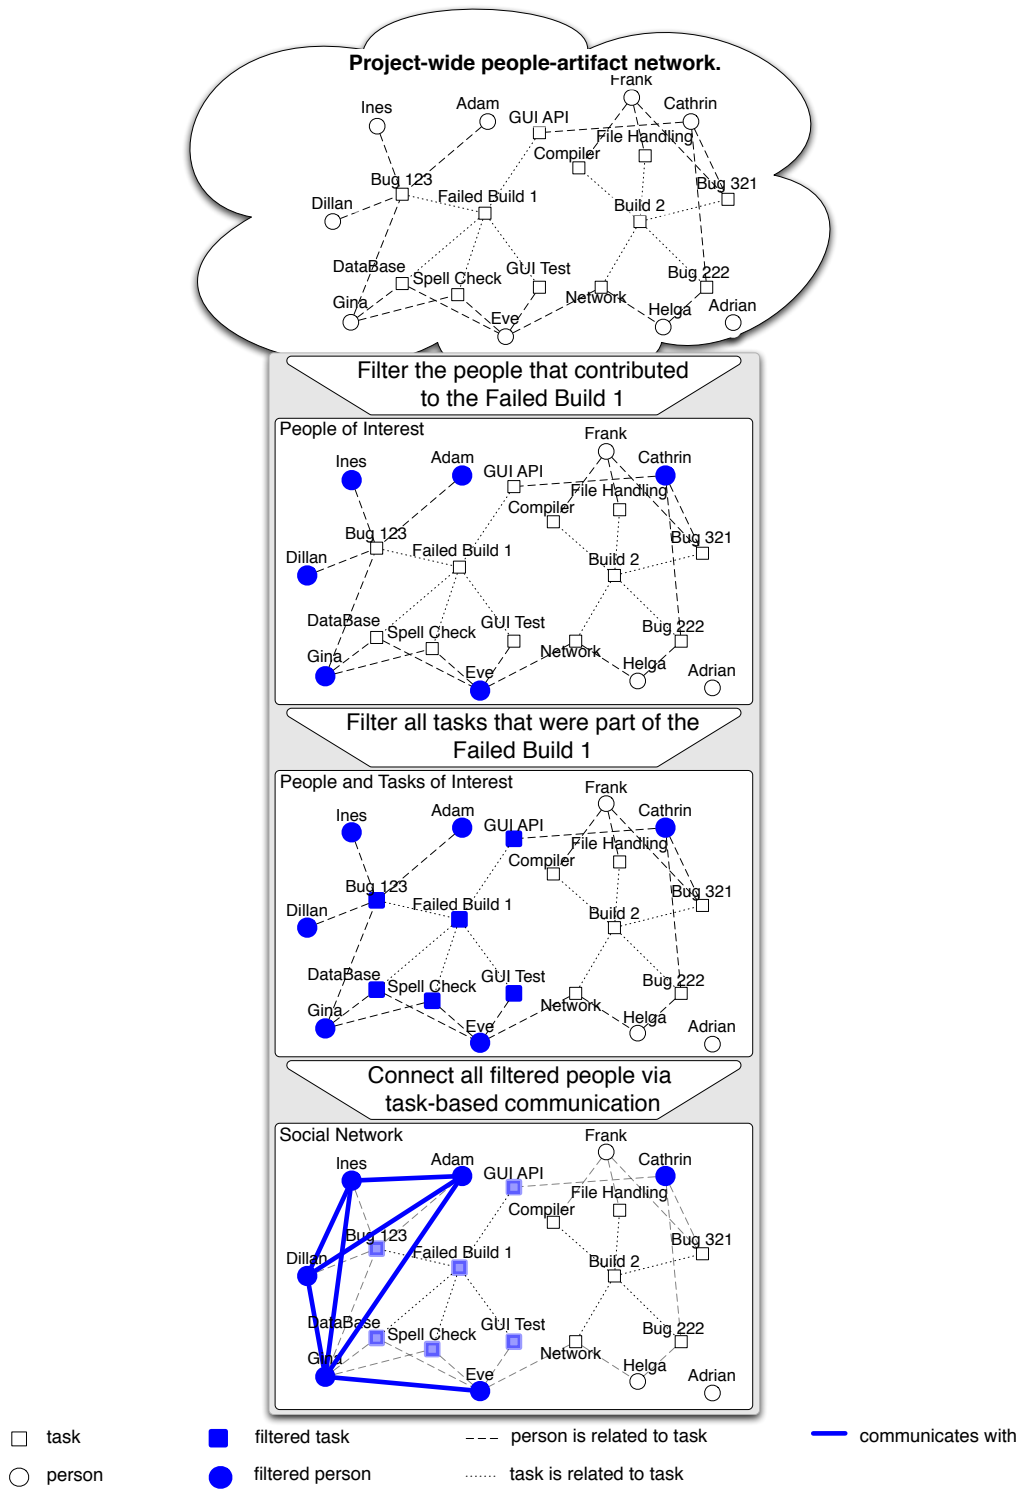 Project-wide people-artifact network.
Frank
Ines
Adam
Cathrin
GUI API
File Handling
Compiler
Bug 123
Bug 321
Failed Build 1
Dillan
Build 2
DataBase
GUI Test
Spell Check
Bug 222
Gina
Network
Eve
Helga
Adrian
Filter the people that contributed
to the Failed Build 1
People of Interest
Frank
Ines
Adam
Cathrin
GUI API
File Handling
Compiler
Bug 123
Bug 321
Failed Build 1
Dillan
Build 2
DataBase
GUI Test
Spell Check
Bug 222
Gina
Network
Eve
Helga
Adrian
Filter all tasks that were part of the
Failed Build 1
People and Tasks of Interest
Frank
Ines
Adam
Cathrin
GUI API
File Handling
Compiler
Bug 123
Bug 321
Failed Build 1
Dillan
Build 2
DataBase
GUI Test
Spell Check
Bug 222
Gina
Network
Eve
Helga
Adrian
Connect all filtered people via
task-based communication
Social Network
Frank
Ines
Adam
Cathrin
GUI API
File Handling
Compiler
Bug 123
Bug 321
Failed Build 1
Dillan
Build 2
DataBase
GUI Test
Spell Check
Bug 222
Gina
Network
Eve
Helga
Adrian
task
filtered task
person is related to task
communicates with
person
filtered person
task is related to task